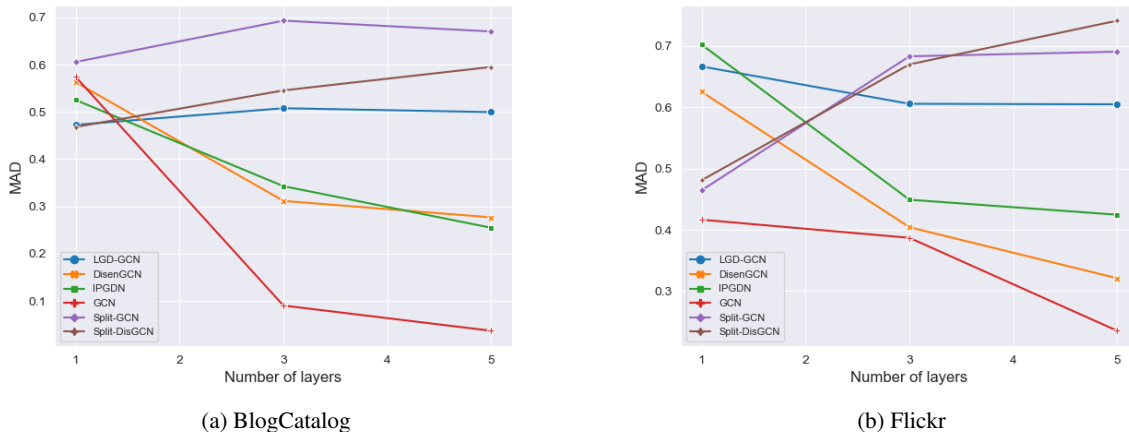 0.7
0.6
0.5
0.4
0.3
0.2
0.1
MAD
LGD-GCN
DisenGCN
IPGDN
GCN
Split-GCN
Split-DisGCN
1 2 3 4 5
Number of layers
(a) BlogCatalog
0.7
0.6
0.5
0.4
0.3
MAD
LGD-GCN
DisenGCN
IPGDN
GCN
Split-GCN
Split-DisGCN
1 2 3 4 5
Number of layers
(b) Flickr